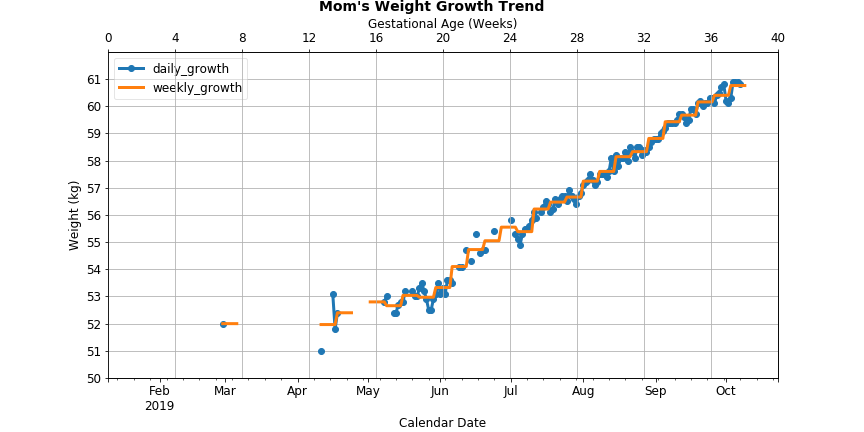 Mom's Weight Growth Trend
Gestational Age (Weeks)
0 4 8 12 16 20 24 28 32 36 40
daily_growth
weekly_growth
Weight (kg)
61
60
59
58
57
56
55
54
53
52
51
50
Feb Mar Apr May Jun Jul Aug Sep Oct
2019
Calendar Date